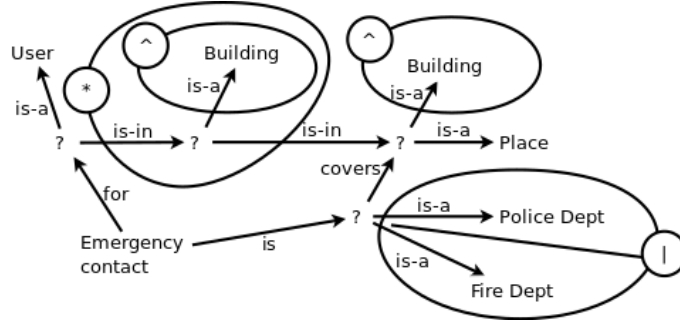 ^
^
User
Building
Building
is-a
*
is-a
is-a
is-in
is-in
?
?
?
is-a
Place
covers
for
is-a
?
Police Dept
Emergency
contact
is
is-a
|
Fire Dept